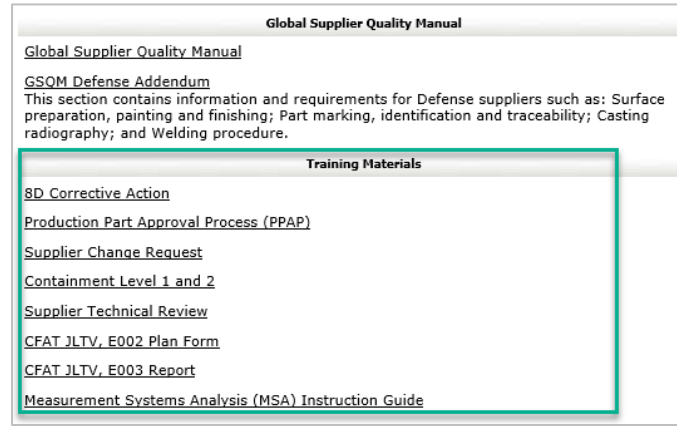 Global Supplier Quality Manual
Global Supplier Quality Manual
GSQM Defense Addendum
This section contains information and requirements for Defense suppliers such as: Surface
preparation, painting and finishing; Part marking, identification and traceability; Casting
radiography; and Welding procedure.
Training Materials
8D Corrective Action
Production Part Approval Process (PPAP)
Supplier Change Request
Containment Level 1 and 2
Supplier Technical Review
CFAT JLTV, E002 Plan Form
CFAT JLTV, E003 Report
Measurement Systems Analysis (MSA) Instruction Guide